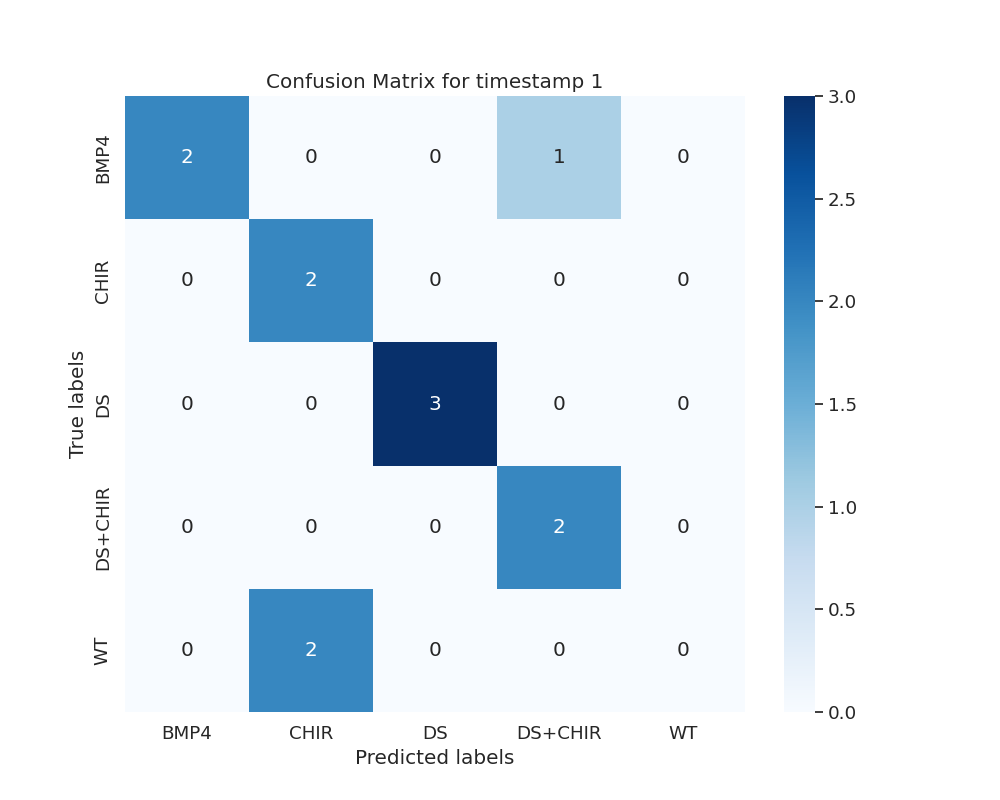 Confusion Matrix for timestamp 1
True labels
BMP4 2 0 0 1 0
CHIR 0 2 0 0 0
DS 0 0 3 0 0
DS+CHIR 0 0 0 2 0
WT 0 2 0 0 0
BMP4 CHIR DS DS+CHIR WT
Predicted labels
3.0
2.5
2.0
1.5
1.0
0.5
0.0